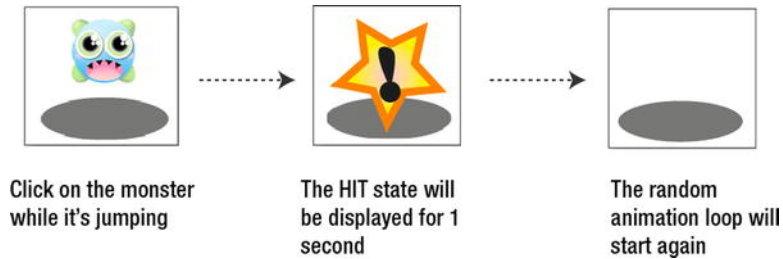 Click on the monster
while it's jumping
The HIT state will
be displayed for 1
second
The random
animation loop will
start again